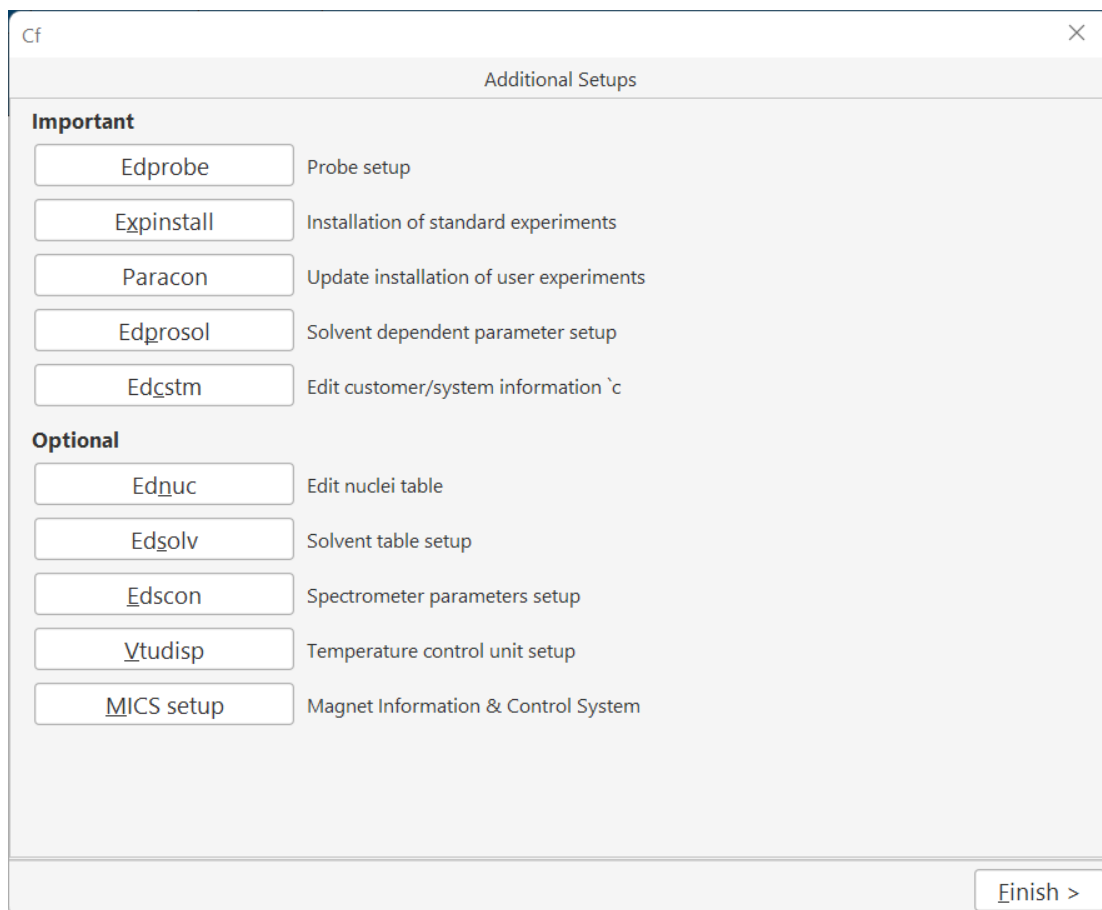 Cf
Additional Setups
Important
Edprobe Probe setup
Expinstall Installation of standard experiments
Paracon Update installation of user experiments
Edprosol Solvent dependent parameter setup
Edcstm Edit customer/system information `c
Optional
Ednuc Edit nuclei table
Edsolv Solvent table setup
Edscon Spectrometer parameters setup
Vtudisp Temperature control unit setup
MICS setup Magnet Information & Control System
Finish >